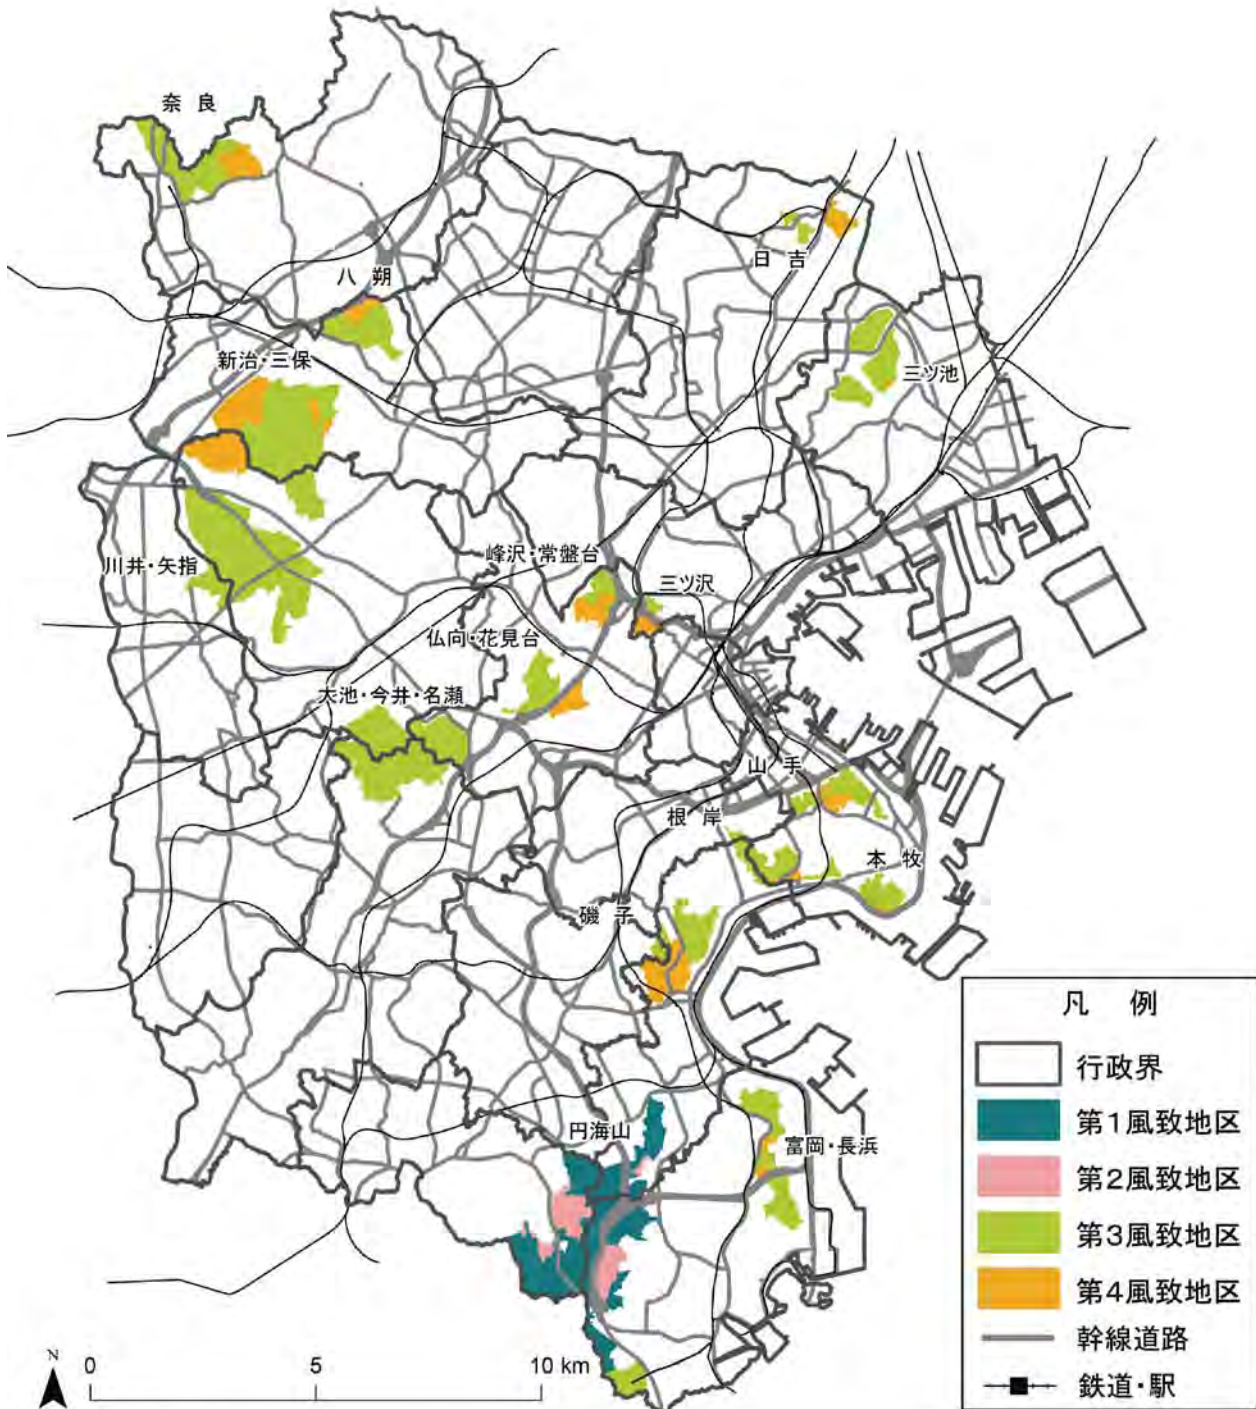 奈良
八朔
日吉
新治・三保
三ツ池
川井・矢指
峰沢・常盤台
三ツ沢
仏向・花見台
大池・今井・名瀬
山手
根岸
本牧
磯子
円海山
富岡・長浜
凡例
行政界
第1風致地区
第2風致地区
第3風致地区
第4風致地区
幹線道路
鉄道・駅
N
0 5 10 km